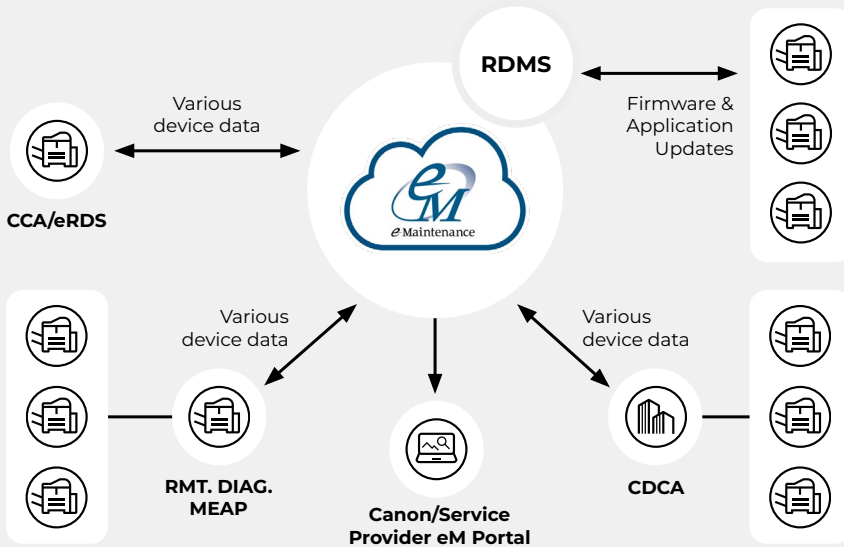 RDMS
Various
device data
Firmware &
Application
Updates
CCA/eRDS
eM
e Maintenance
Various
device data
Various
device data
RMT. DIAG.
MEAP
Canon/Service
Provider eM Portal
CDCA